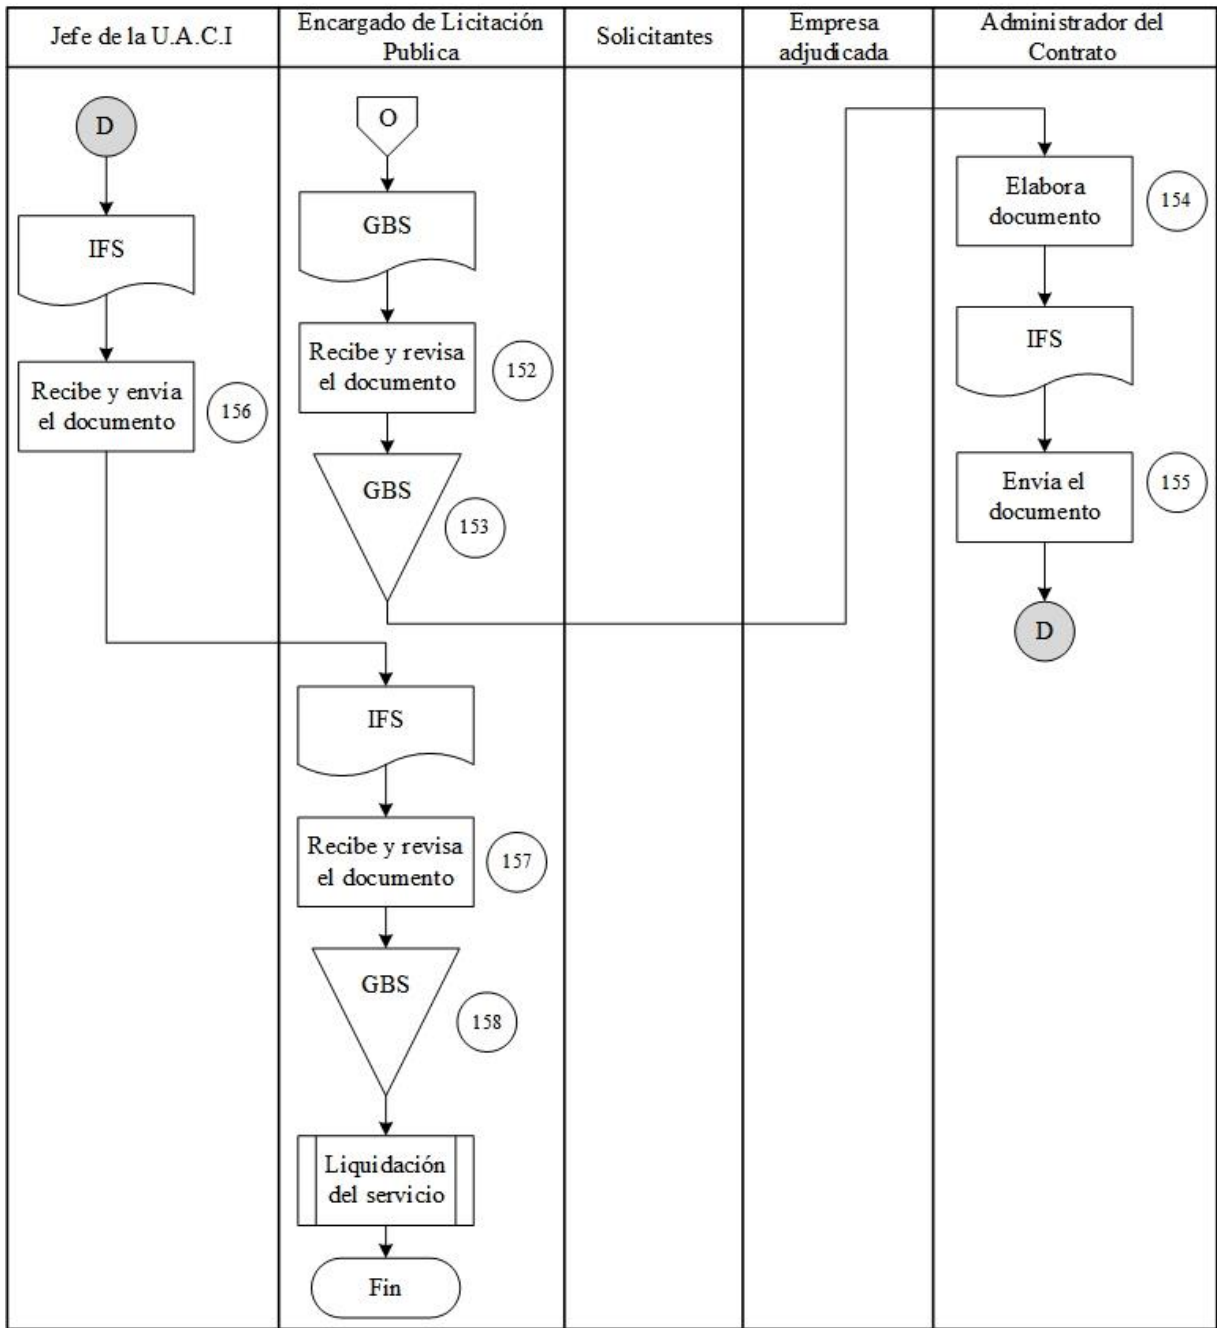 Jefe de la U.A.C.I
Encargado de Licitación
Publica
Solicitantes
Empresa
adjudicada
Administrador del
Contrato
D
IFS
Recibe y envía
el documento
156
O
GBS
Recibe y revisa
el documento
152
GBS
153
IFS
Recibe y revisa
el documento
157
GBS
158
Liquidación
del servicio
Fin
Elabora
documento
154
IFS
Envía el
documento
155
D